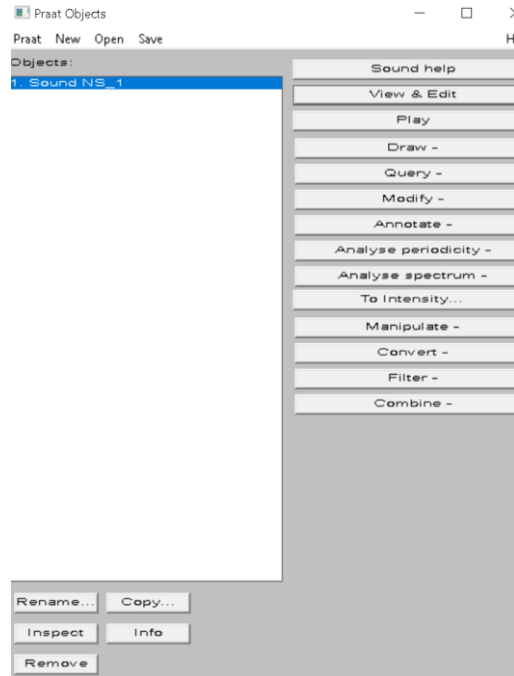 Praat Objects
Praat New Open Save H
Objects:
1. Sound NS_1
Sound help
View & Edit
Play
Draw -
Query -
Modify -
Annotate -
Analyse periodicity -
Analyse spectrum -
To Intensity...
Manipulate -
Convert -
Filter -
Combine -
Rename... Copy...
Inspect Info
Remove